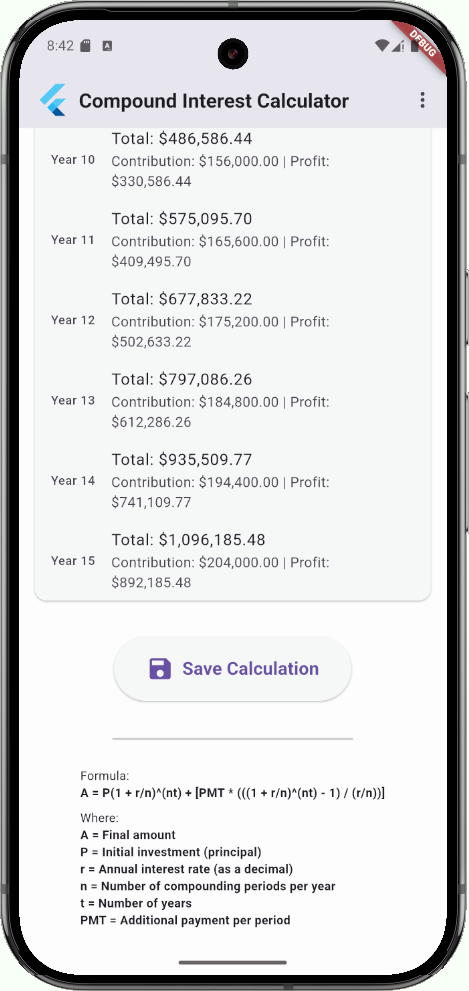 8:42
DEBUG
Compound Interest Calculator
Total: $486,586.44
Year 10
Contribution: $156,000.00 | Profit:
$330,586.44
Total: $575,095.70
Year 11
Contribution: $165,600.00 | Profit:
$409,495.70
Total: $677,833.22
Year 12
Contribution: $175,200.00 | Profit:
$502,633.22
Total: $797,086.26
Year 13
Contribution: $184,800.00 | Profit:
$612,286.26
Total: $935,509.77
Year 14
Contribution: $194,400.00 | Profit:
$741,109.77
Total: $1,096,185.48
Year 15
Contribution: $204,000.00 | Profit:
$892,185.48
Save Calculation
Formula:
A = P(1 + r/n)^(nt) + [PMT * (((1 + r/n)^(nt) - 1) / (r/n))]
Where:
A = Final amount
P = Initial investment (principal)
r = Annual interest rate (as a decimal)
n = Number of compounding periods per year
t = Number of years
PMT = Additional payment per period